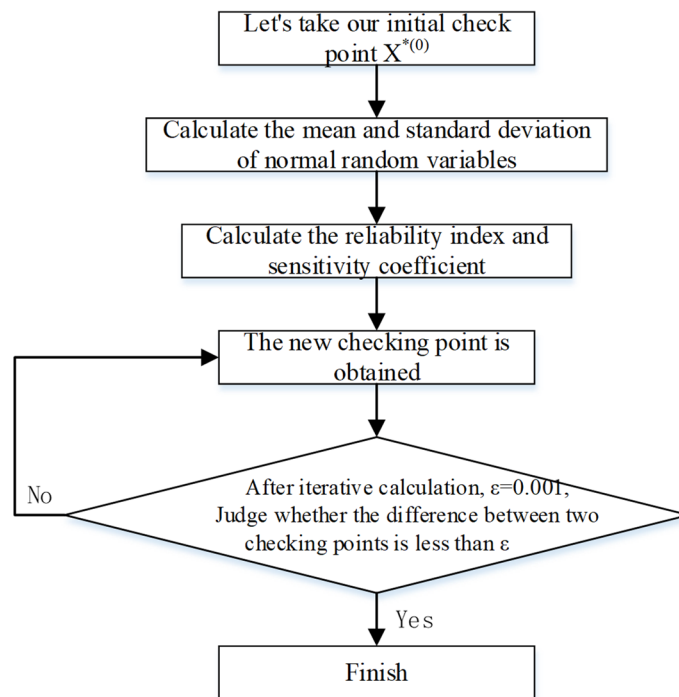 Let's take our initial check
point X*(0)
Calculate the mean and standard deviation
of normal random variables
Calculate the reliability index and
sensitivity coefficient
The new checking point is
obtained
After iterative calculation, ε=0.001,
Judge whether the difference between two
checking points is less than ε
No
Yes
Finish